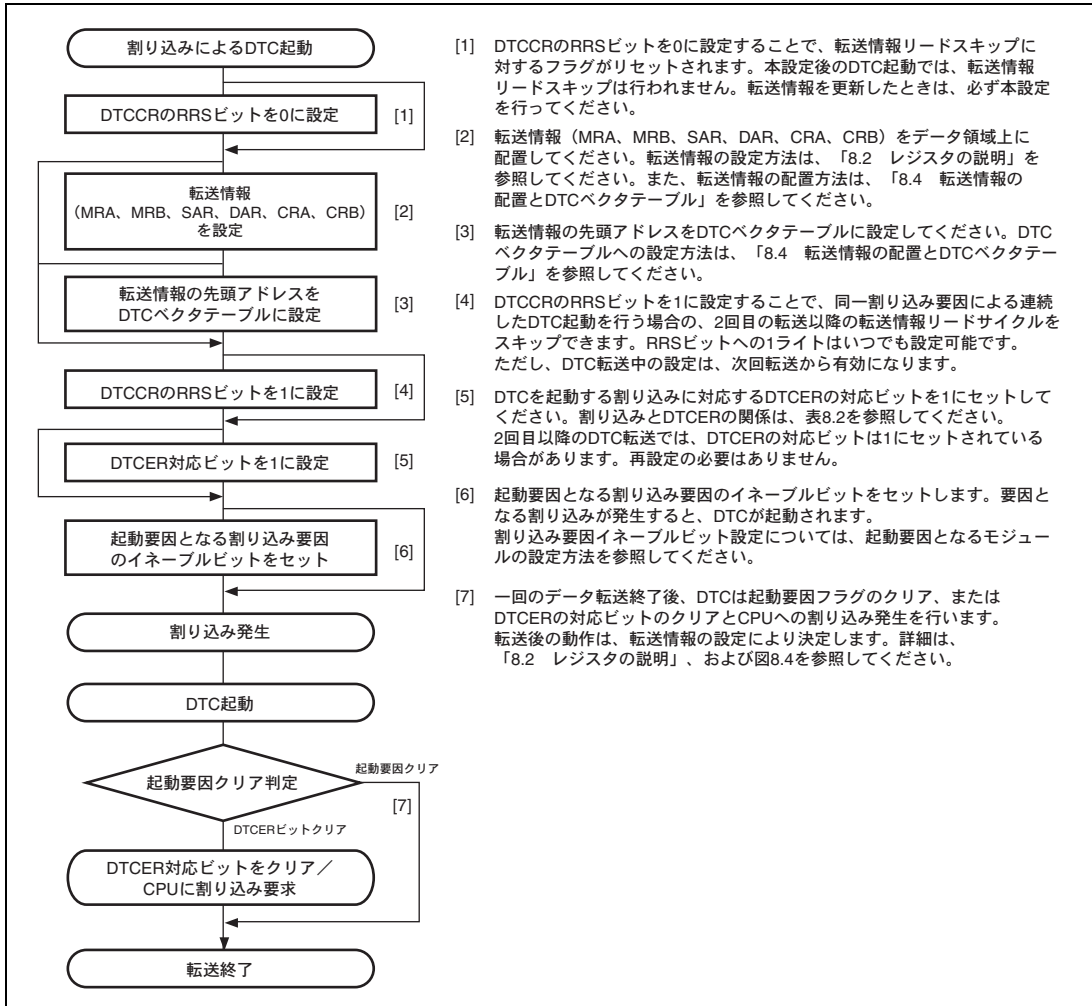 割り込みによるDTC起動
DTCCRのRRSビットを0に設定
[1]
転送情報
（MRA、MRB、SAR、DAR、CRA、CRB）
を設定
[2]
転送情報の先頭アドレスを
DTCベクタテーブルに設定
[3]
DTCCRのRRSビットを1に設定
[4]
DTCER対応ビットを1に設定
[5]
起動要因となる割り込み要因
のイネーブルビットをセット
[6]
割り込み発生
DTC起動
起動要因クリア判定
起動要因クリア
[7]
DTCERビットクリア
DTCER対応ビットをクリア／
CPUに割り込み要求
転送終了
[1] DTCCRのRRSビットを0に設定することで、転送情報リードスキップに
対するフラグがリセットされます。本設定後のDTC起動では、転送情報
リードスキップは行われません。転送情報を更新したときは、必ず本設定
を行ってください。
[2] 転送情報（MRA、MRB、SAR、DAR、CRA、CRB）をデータ領域上に
配置してください。転送情報の設定方法は、「8.2 レジスタの説明」を
参照してください。また、転送情報の配置方法は、「8.4 転送情報の
配置とDTCベクタテーブル」を参照してください。
[3] 転送情報の先頭アドレスをDTCベクタテーブルに設定してください。DTC
ベクタテーブルへの設定方法は、「8.4 転送情報の配置とDTCベクタテー
ブル」を参照してください。
[4] DTCCRのRRSビットを1に設定することで、同一割り込み要因による連続
したDTC起動を行う場合の、2回目の転送以降の転送情報リードサイクルを
スキップできます。RRSビットへの1ライトはいつでも設定可能です。
ただし、DTC転送中の設定は、次回転送から有効になります。
[5] DTCを起動する割り込みに対応するDTCERの対応ビットを1にセットして
ください。割り込みとDTCERの関係は、表8.2を参照してください。
2回目以降のDTC転送では、DTCERの対応ビットは1にセットされている
場合があります。再設定の必要はありません。
[6] 起動要因となる割り込み要因のイネーブルビットをセットします。要因と
なる割り込みが発生すると、DTCが起動されます。
割り込み要因イネーブルビット設定については、起動要因となるモジュー
ルの設定方法を参照してください。
[7] 一回のデータ転送終了後、DTCは起動要因フラグのクリア、または
DTCERの対応ビットのクリアとCPUへの割り込み発生を行います。
転送後の動作は、転送情報の設定により決定します。詳細は、
「8.2 レジスタの説明」、および図8.4を参照してください。